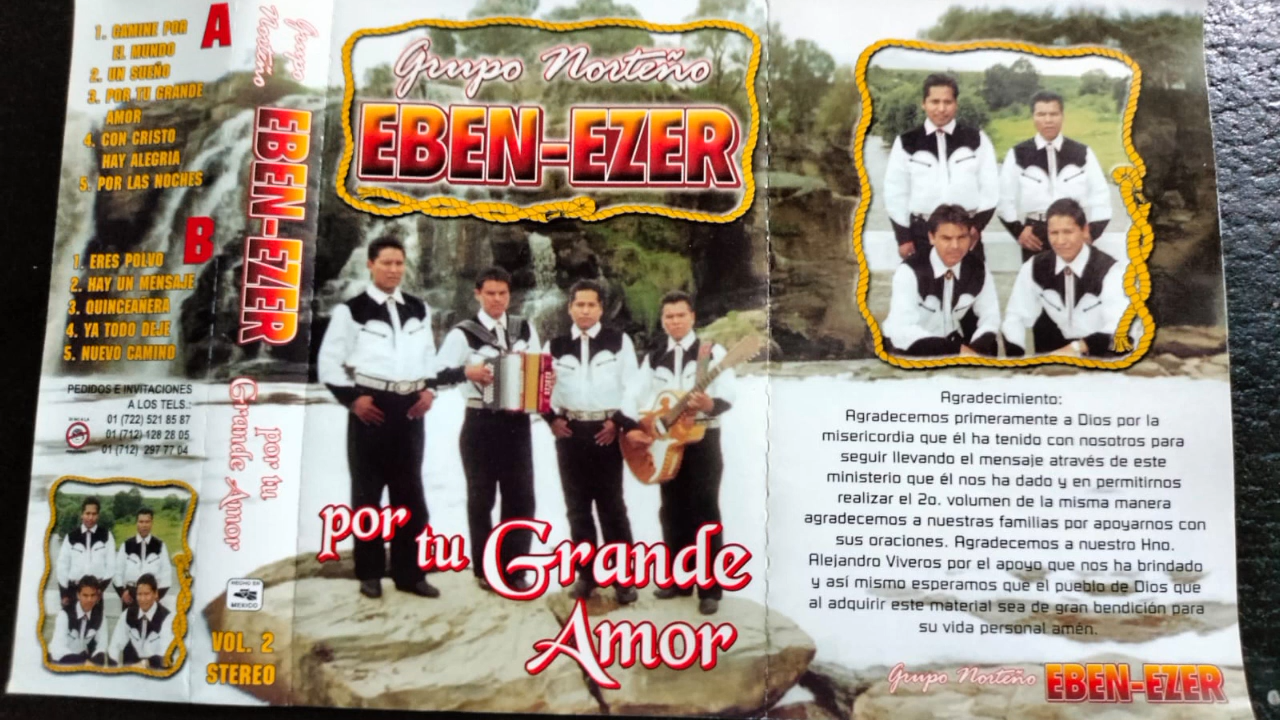 A
1. CAMINE POR
EL MUNDO
2. UN SUEÑO
3. POR TU GRANDE
AMOR
4. CON CRISTO
HAY ALEGRIA
5. POR LAS NOCHES
B
1. ERES POLVO
2. HAY UN MENSAJE
3. QUINCEAÑERA
4. YA TODO DEJE
5. NUEVO CAMINO
PEDIDOS E INVITACIONES
A LOS TELS.:
01 (722) 521 85 87
01 (712) 128 28 05
01 (712) 297 77 04
Grupo
Norteño
EBEN-EZER
por tu
Grande Amor
HECHO EN
MEXICO
VOL. 2
STEREO
Grupo Norteño
EBEN-EZER
por tu Grande
Amor
Agradecimiento:
Agradecemos primeramente a Dios por la
misericordia que él ha tenido con nosotros para
seguir llevando el mensaje através de este
ministerio que él nos ha dado y en permitirnos
realizar el 2o. volumen de la misma manera
agradecemos a nuestras familias por apoyarnos con
sus oraciones. Agradecemos a nuestro Hno.
Alejandro Viveros por el apoyo que nos ha brindado
y así mismo esperamos que el pueblo de Dios que
al adquirir este material sea de gran bendición para
su vida personal amén.
Grupo Norteño EBEN-EZER